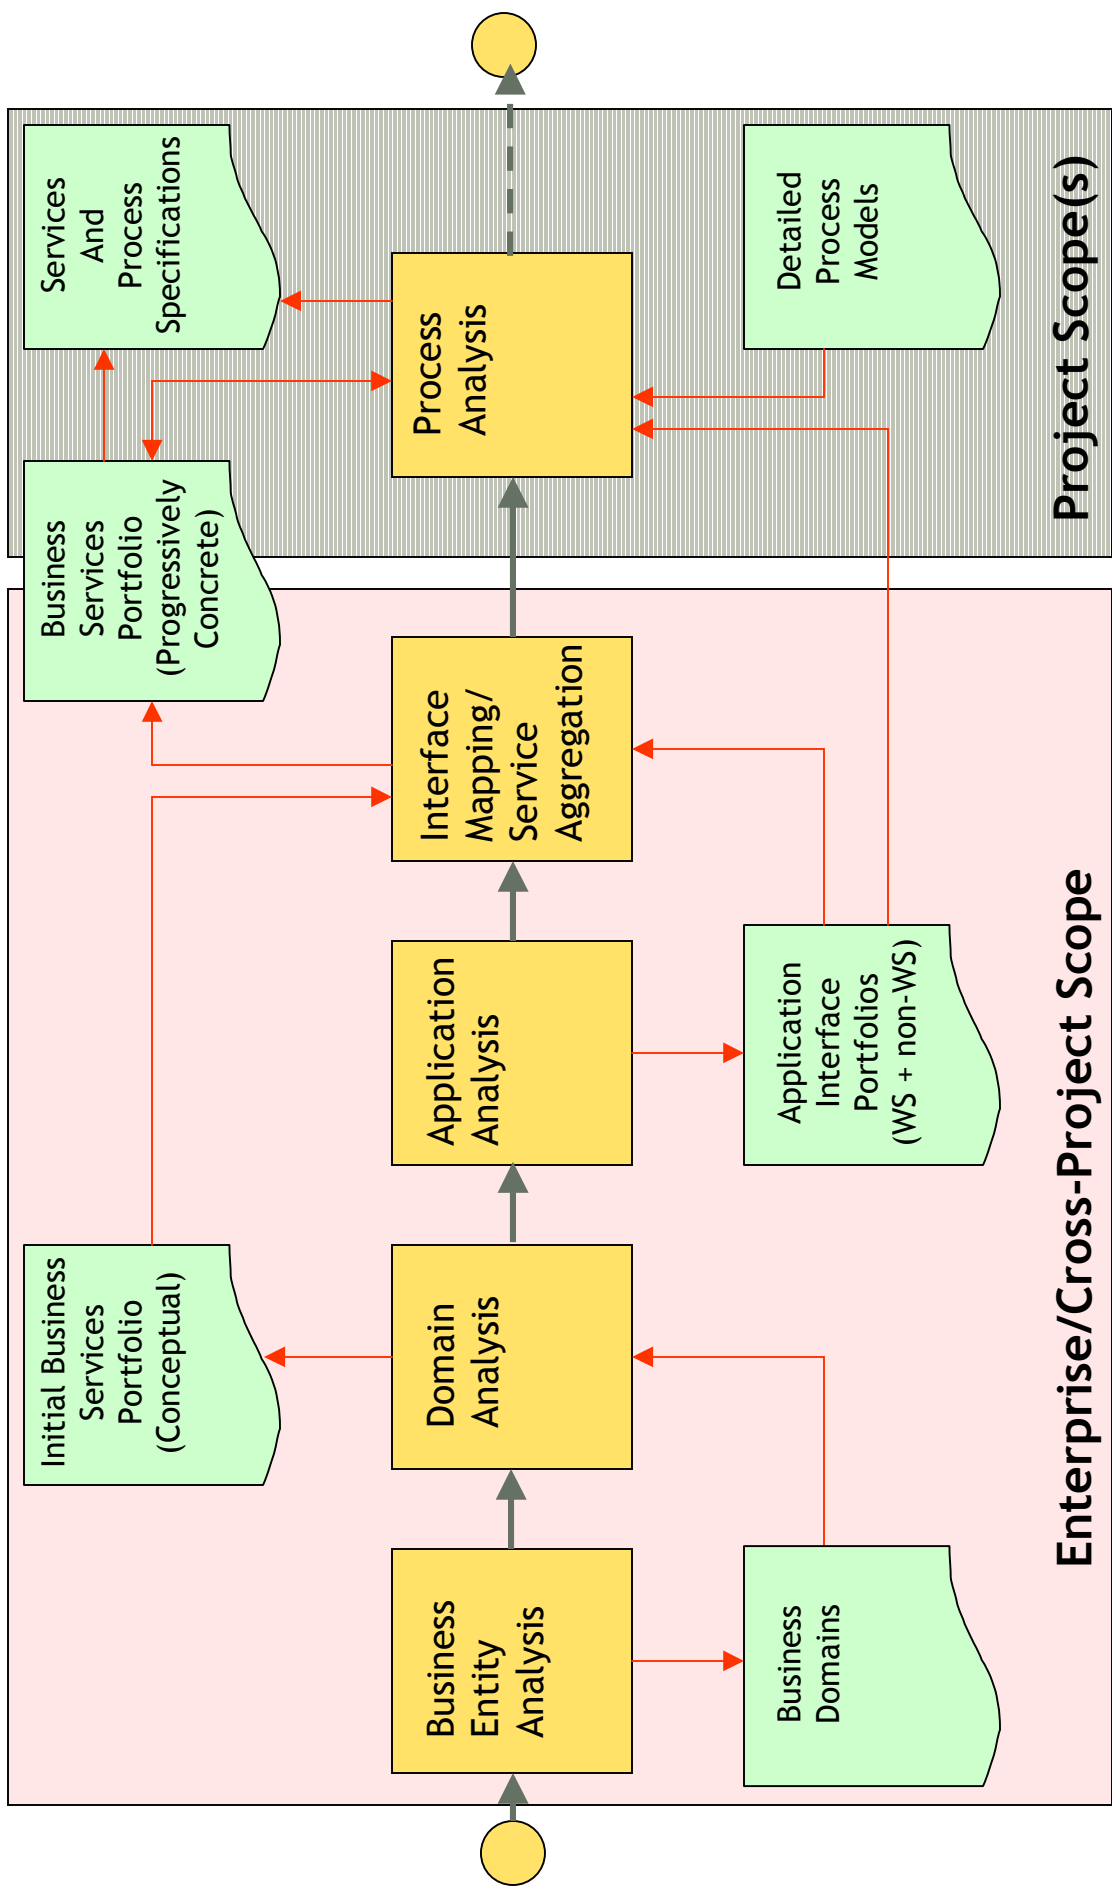 Initial Business
Services
Portfolio
(Conceptual)
Business
Services
Portfolio
(Progressively
Concrete)
Services
And
Process
Specifications
Business
Entity
Analysis
Domain
Analysis
Application
Analysis
Interface
Mapping/
Service
Aggregation
Process
Analysis
Business
Domains
Application
Interface
Portfolios
(WS + non-WS)
Detailed
Process
Models
Enterprise/Cross-Project Scope
Project Scope(s)